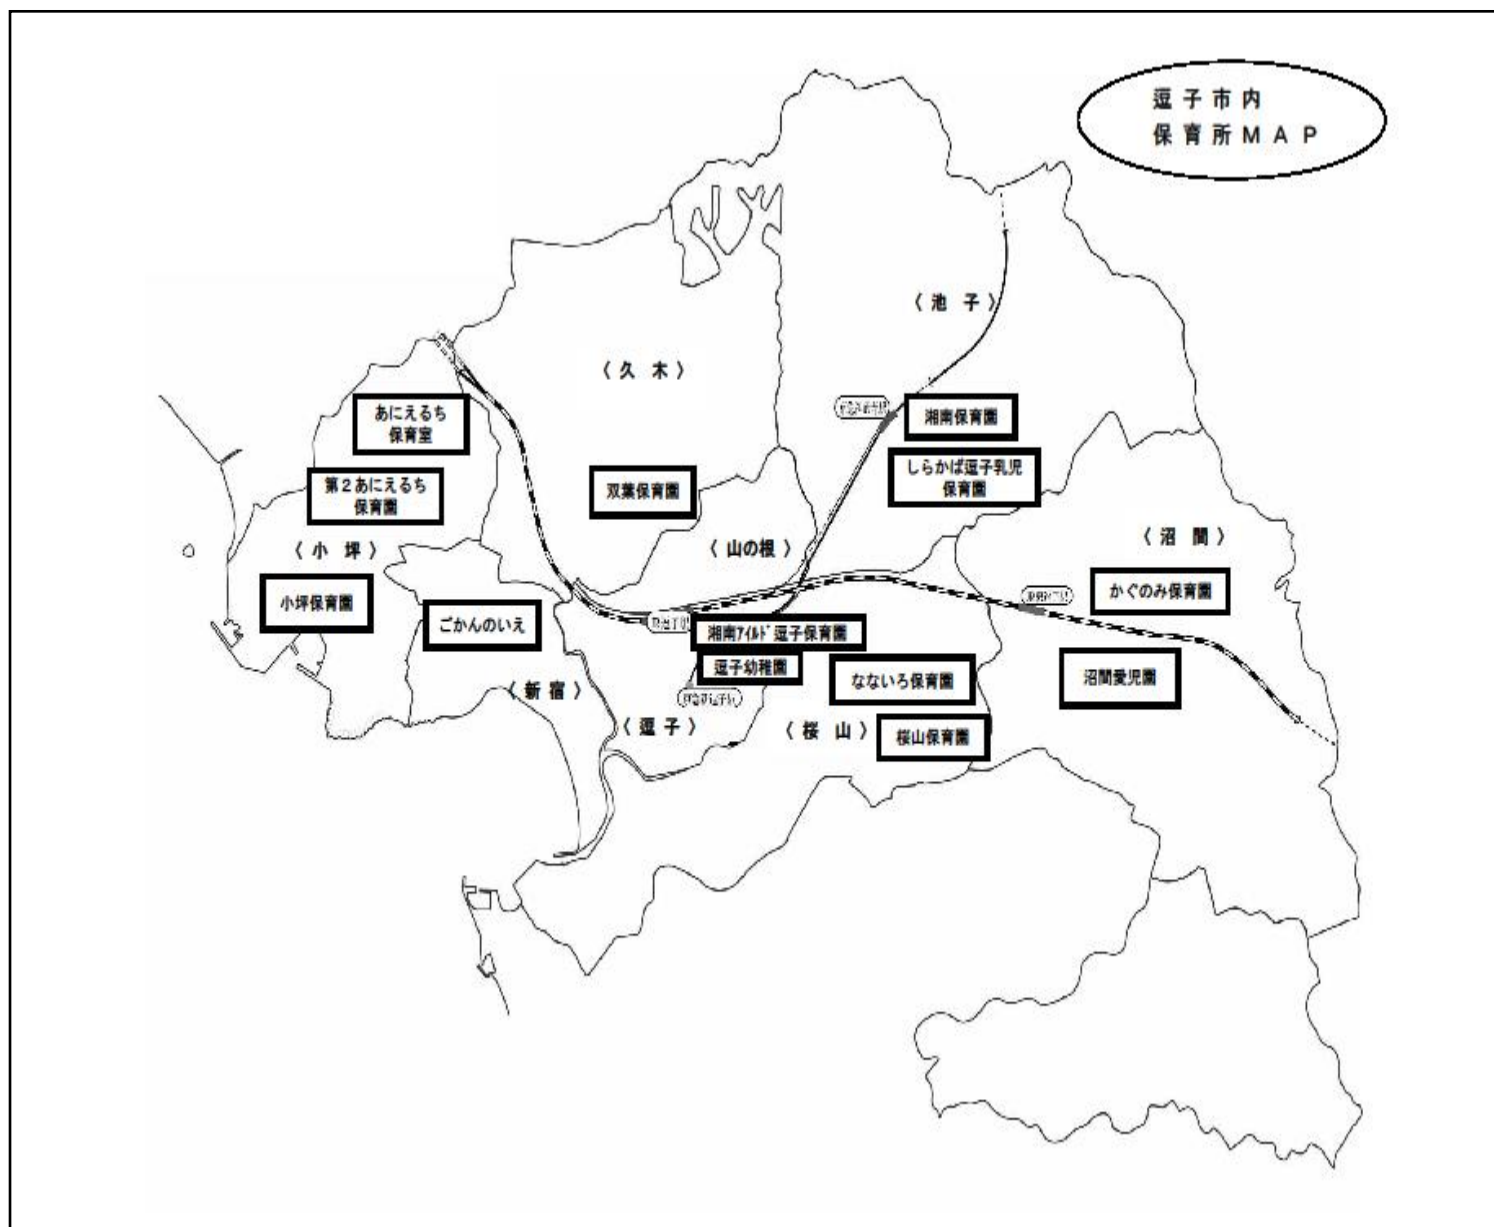 逗子市内
保育所MAP
〈池子〉
〈久木〉
あにえるち
保育室
湘南保育園
しらかば逗子乳児
保育園
第２あにえるち
保育園
双葉保育園
〈小坪〉
〈山の根〉
〈沼間〉
かぐのみ保育園
小坪保育園
ごかんのいえ
湘南ｱｲﾙﾄﾞ逗子保育園
逗子幼稚園
なないろ保育園
沼間愛児園
〈新宿〉
〈逗子〉
〈桜山〉
桜山保育園